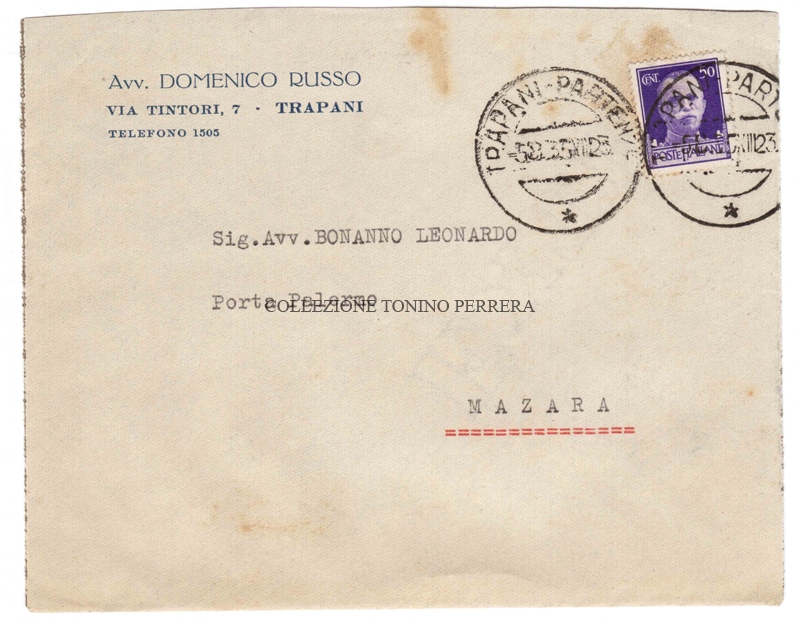 Avv. DOMENICO RUSSO
VIA TINTORI, 7 - TRAPANI
TELEFONO 1505
TRAPANI-PARTENZE
CENT. 50
POSTE ITALIANE
Sig.Avv.BONANNO LEONARDO
Porta Palermo
COLLEZIONE TONINO PERRERA
MAZARA